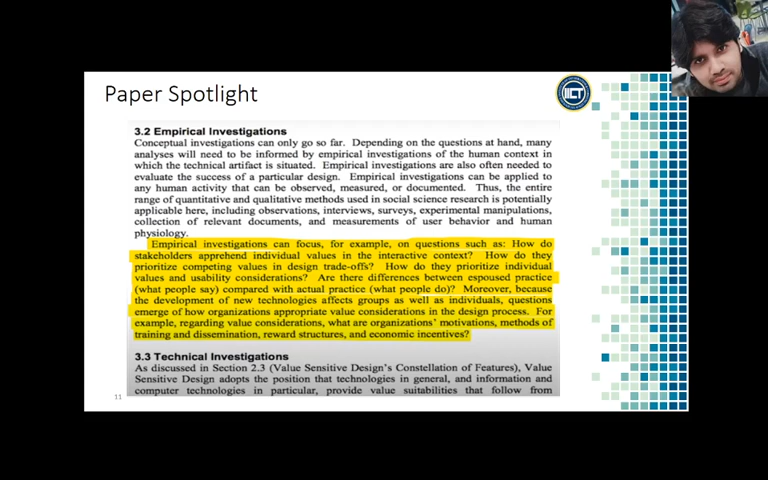 Paper Spotlight
IICT
3.2 Empirical Investigations
Conceptual investigations can only go so far. Depending on the questions at hand, many
analyses will need to be informed by empirical investigations of the human context in
which the technical artifact is situated. Empirical investigations are also often needed to
evaluate the success of a particular design. Empirical investigations can be applied to
any human activity that can be observed, measured, or documented. Thus, the entire
range of quantitative and qualitative methods used in social science research is potentially
applicable here, including observations, interviews, surveys, experimental manipulations,
collection of relevant documents, and measurements of user behavior and human
physiology.
Empirical investigations can focus, for example, on questions such as: How do
stakeholders apprehend individual values in the interactive context? How do they
prioritize competing values in design trade-offs? How do they prioritize individual
values and usability considerations? Are there differences between espoused practice
(what people say) compared with actual practice (what people do)? Moreover, because
the development of new technologies affects groups as well as individuals, questions
emerge of how organizations appropriate value considerations in the design process. For
example, regarding value considerations, what are organizations' motivations, methods of
training and dissemination, reward structures, and economic incentives?
3.3 Technical Investigations
As discussed in Section 2.3 (Value Sensitive Design's Constellation of Features), Value
Sensitive Design adopts the position that technologies in general, and information and
computer technologies in particular, provide value suitabilities that follow from
11